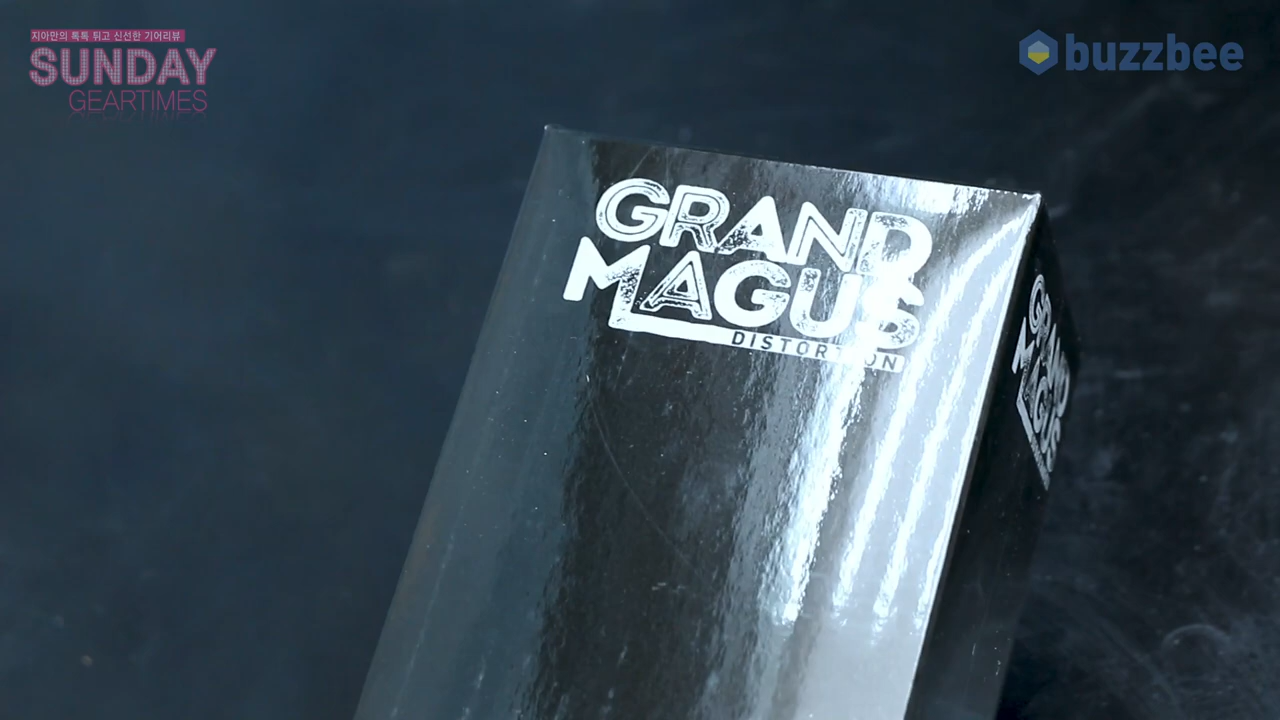 지아만의 톡톡 튀고 신선한 기어리뷰
SUNDAY
GEARTIMES
buzzbee
GRAND
MAGUS
DISTORTION
GRAND
MAGUS